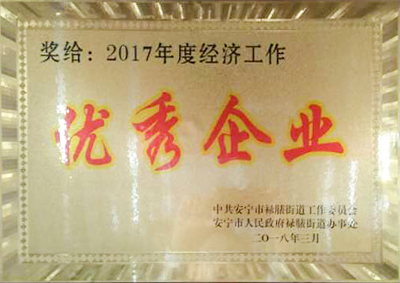 奖给：2017年度经济工作
优秀企业
中共安宁市禄脿街道工作委员会
安宁市人民政府禄脿街道办事处
二〇一八年三月